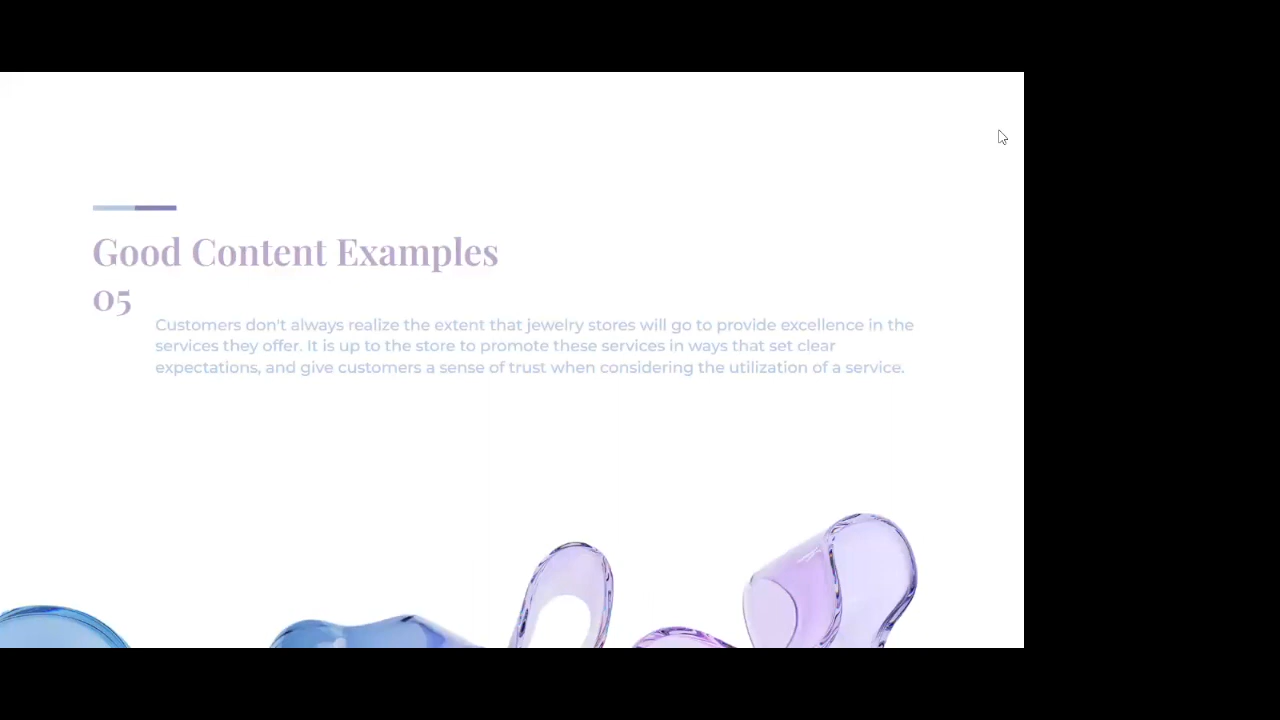 Good Content Examples
05
Customers don't always realize the extent that jewelry stores will go to provide excellence in the
services they offer. It is up to the store to promote these services in ways that set clear
expectations, and give customers a sense of trust when considering the utilization of a service.